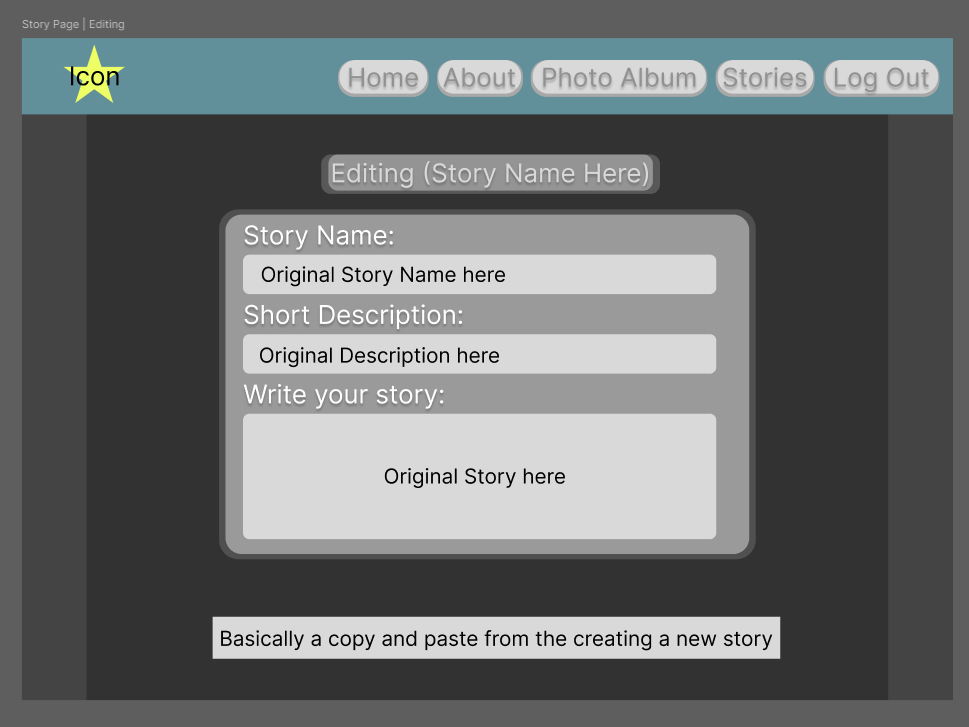 Story Page | Editing
Icon
Home About Photo Album Stories Log Out
Editing (Story Name Here)
Story Name:
Original Story Name here
Short Description:
Original Description here
Write your story:
Original Story here
Basically a copy and paste from the creating a new story